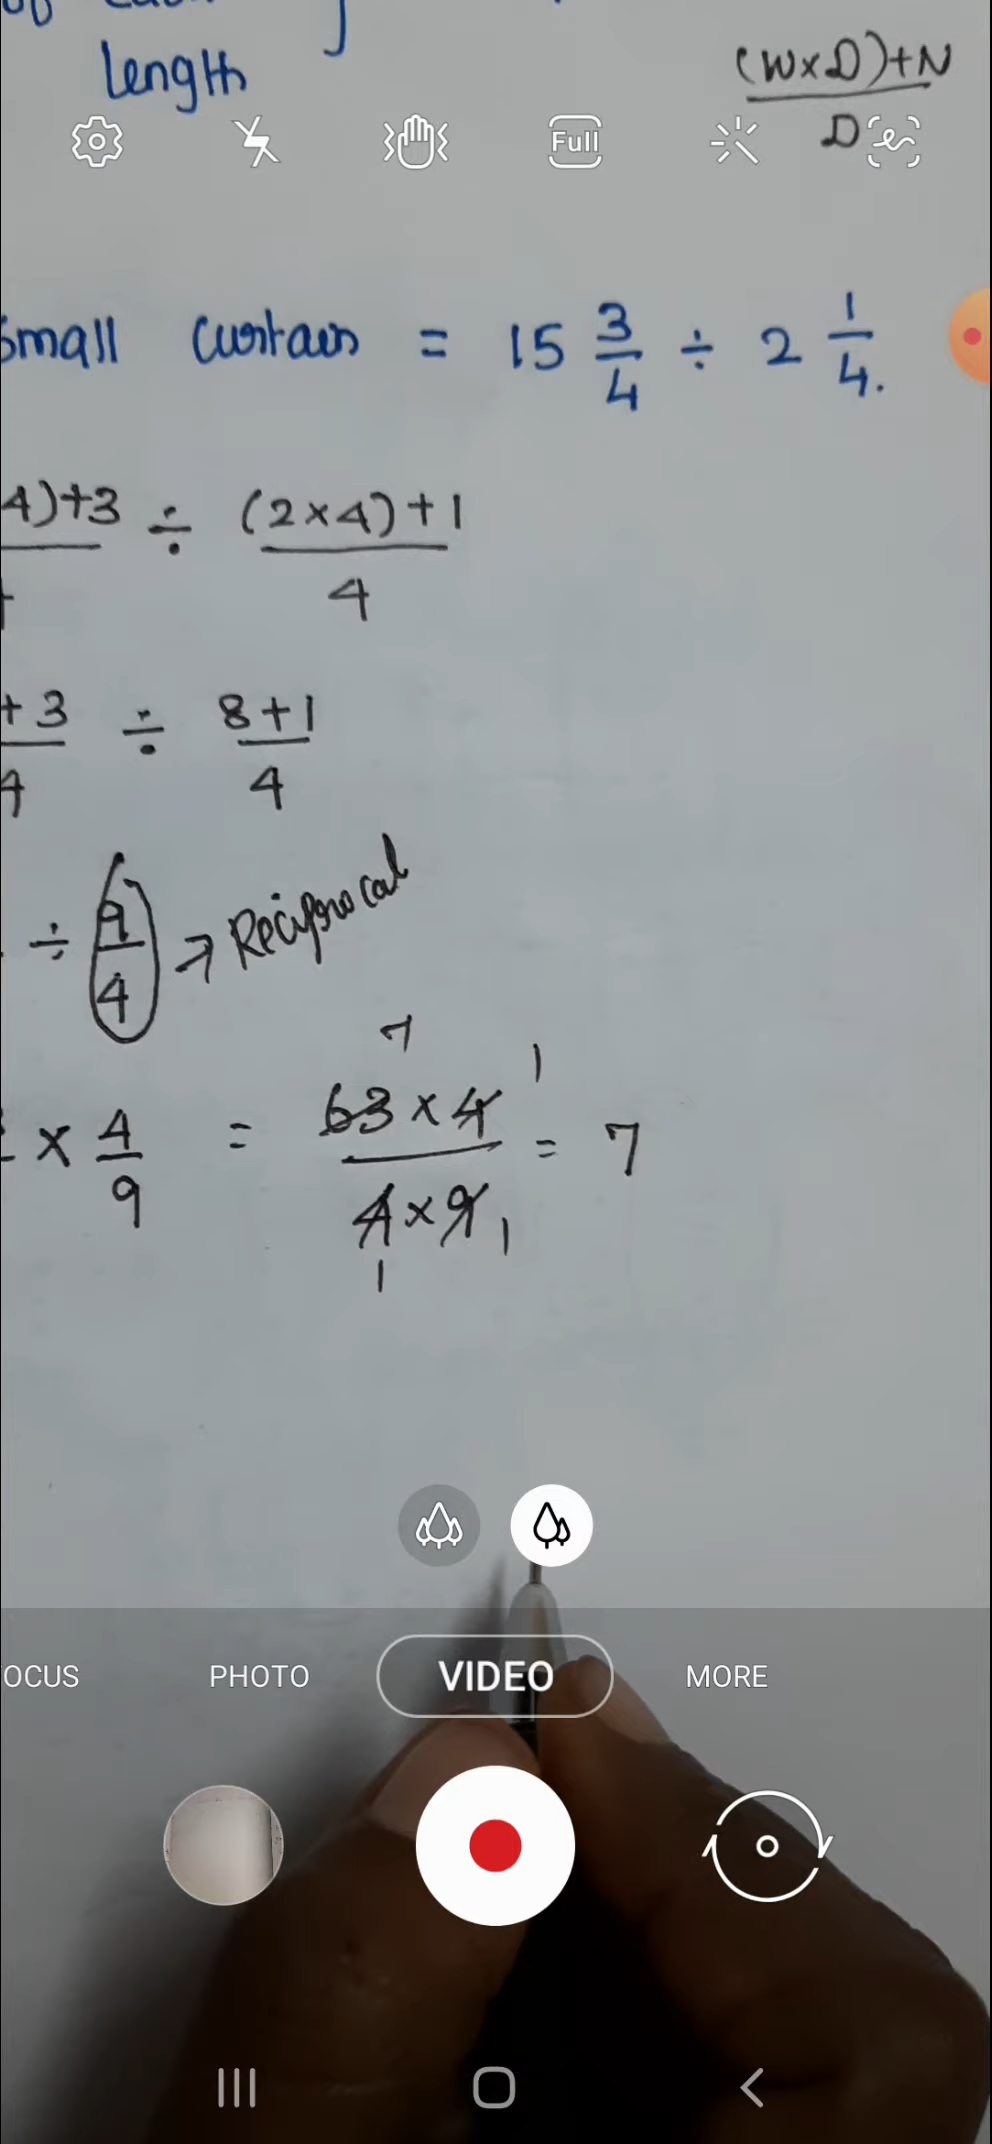 length
(W×D)+N
D
Full
Small Curtain = 15 3/4 ÷ 2 1/4.
4)+3 ÷ (2×4)+1
4
+3 ÷ 8+1
4 4
÷ 9/4 → Reciprocal
7 1
× 4/9 = 63×4 / 4×9 = 7
1 1
OCUS PHOTO VIDEO MORE